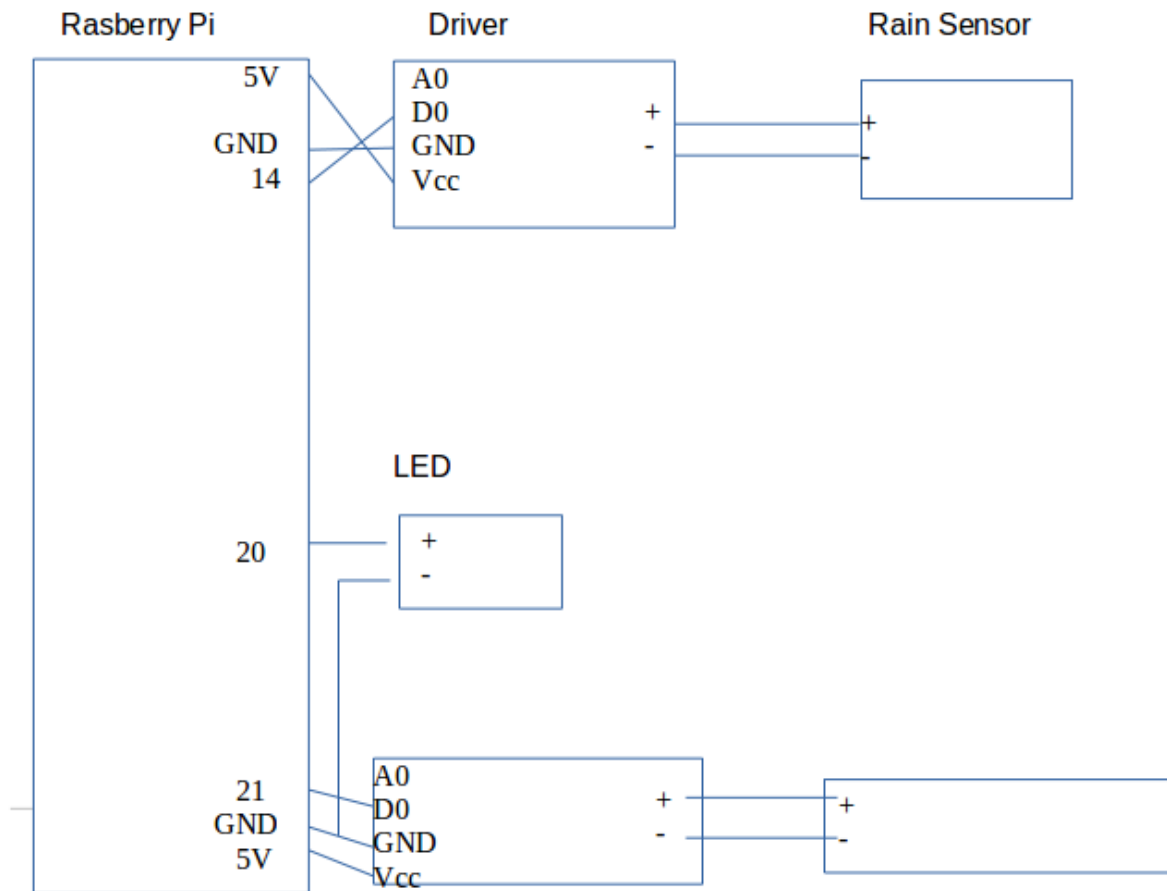 Rasberry Pi
Driver
Rain Sensor
5V
GND
14
A0
D0
GND
Vcc
+
-
+
-
LED
20
+
-
21
GND
5V
A0
D0
GND
Vcc
+
-
+
-